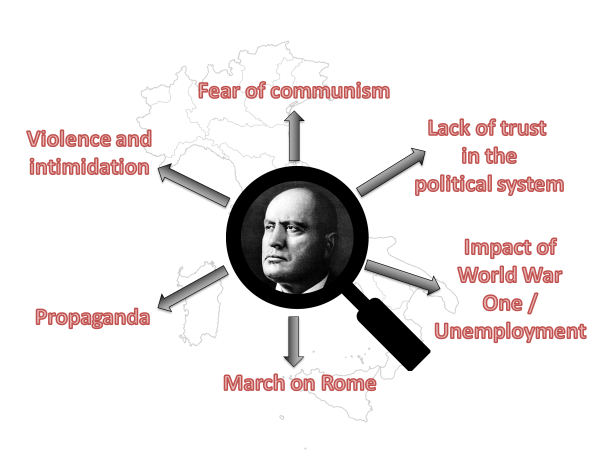 Fear of communism
Lack of trust
in the
political system
Violence and
intimidation
Impact of
World War
One /
Unemployment
Propaganda
March on Rome